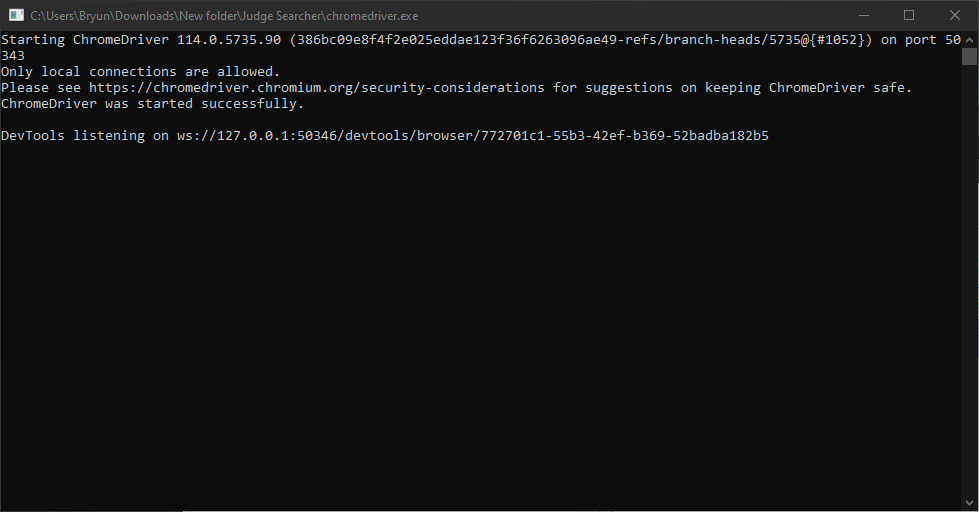 C:\Users\Bryun\Downloads\New folder\Judge Searcher\chromedriver.exe
Starting ChromeDriver 114.0.5735.90 (386bc09e8f4f2e025eddae123f36f6263096ae49-refs/branch-heads/5735@{#1052}) on port 50
343
Only local connections are allowed.
Please see https://chromedriver.chromium.org/security-considerations for suggestions on keeping ChromeDriver safe.
ChromeDriver was started successfully.
DevTools listening on ws://127.0.0.1:50346/devtools/browser/772701c1-55b3-42ef-b369-52badba182b5